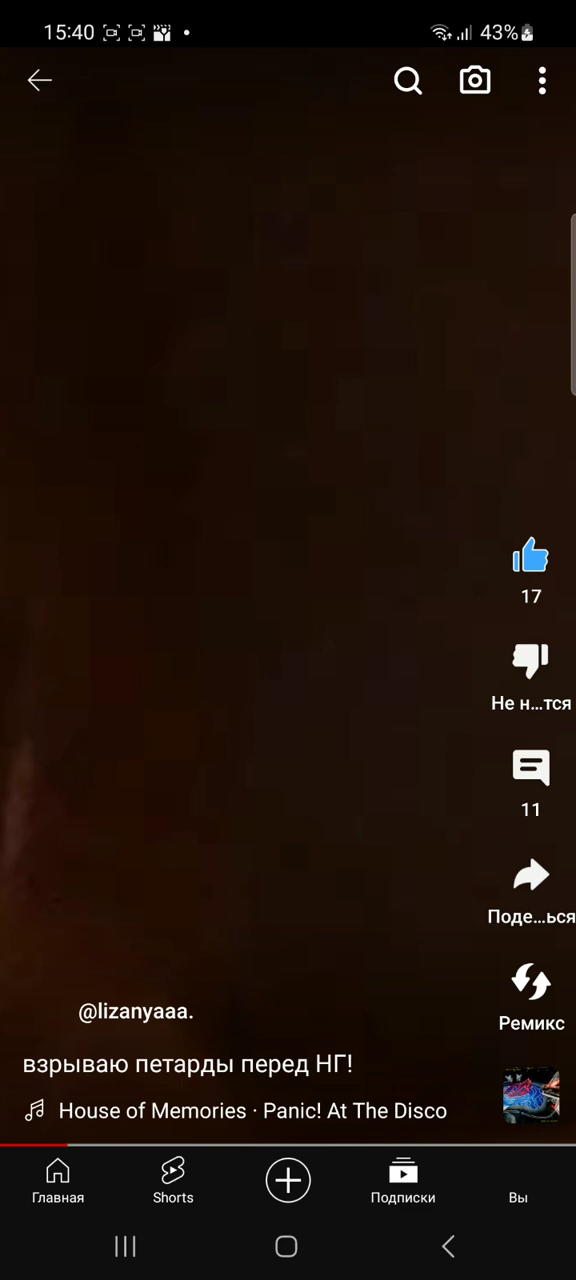 15:40 43%
17
Не н...тся
11
Поде...ься
@lizanyaaa.
Ремикс
взрываю петарды перед НГ!
House of Memories · Panic! At The Disco
Главная Shorts Подписки Вы